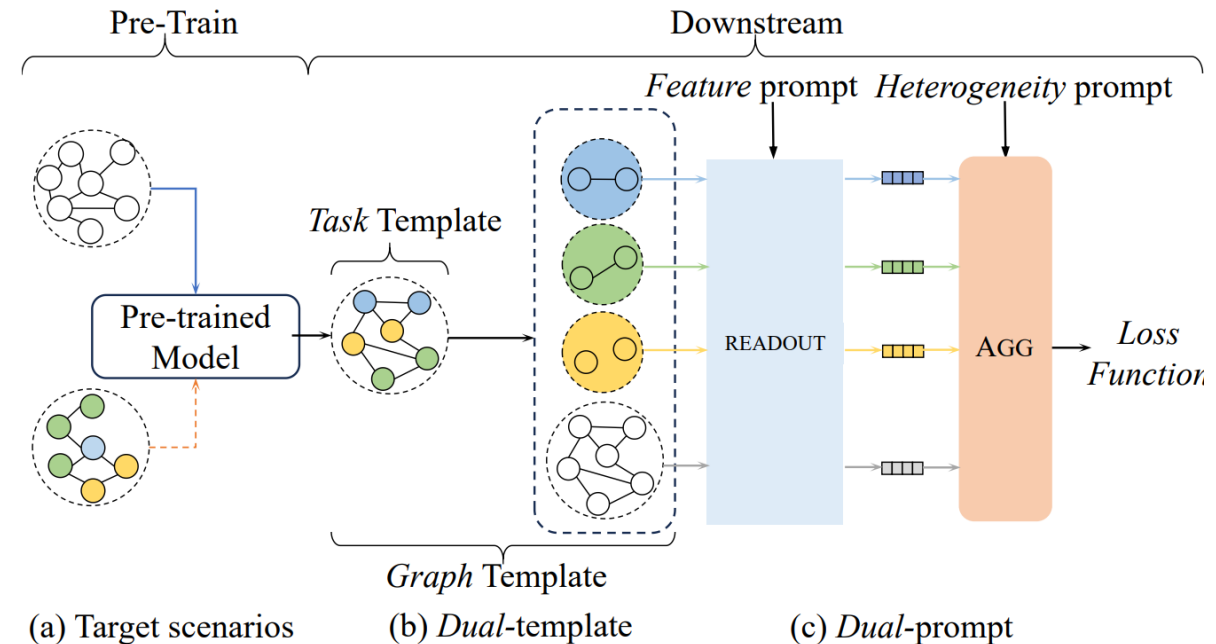 Pre-Train
Downstream
Feature prompt
Heterogeneity prompt
Task Template
Pre-trained
Model
READOUT
AGG
Loss
Function
Graph Template
(a) Target scenarios
(b) Dual-template
(c) Dual-prompt